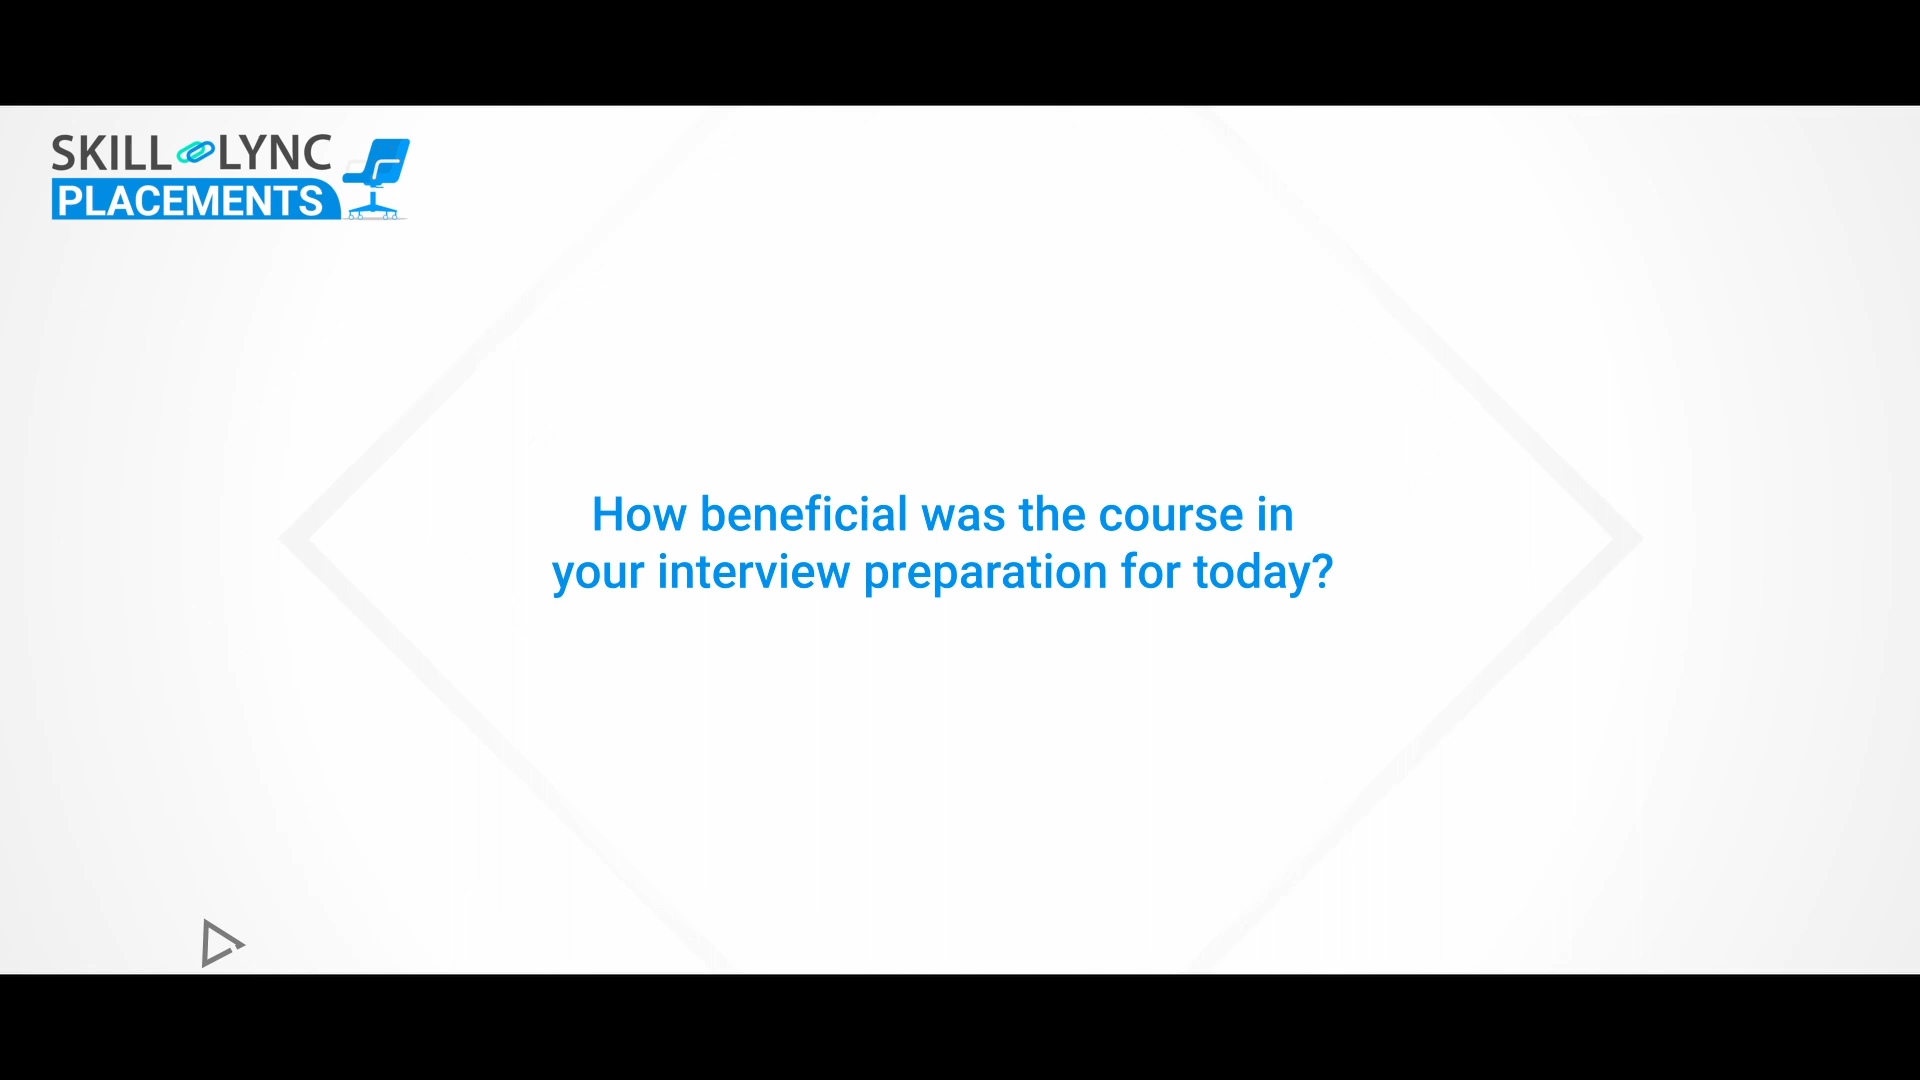 SKILL LYNC
PLACEMENTS
How beneficial was the course in
your interview preparation for today?